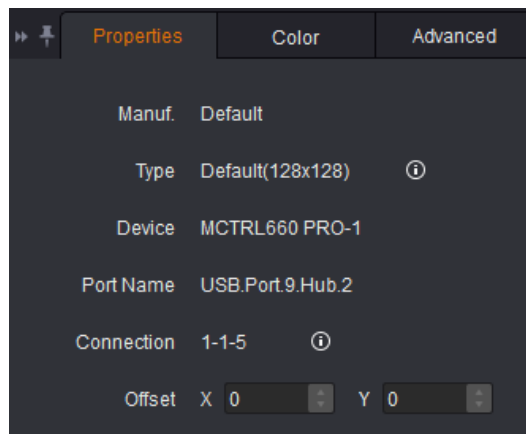 Properties Color Advanced
Manuf. Default
Type Default(128x128)
Device MCTRL660 PRO-1
Port Name USB.Port.9.Hub.2
Connection 1-1-5
Offset X 0 Y 0